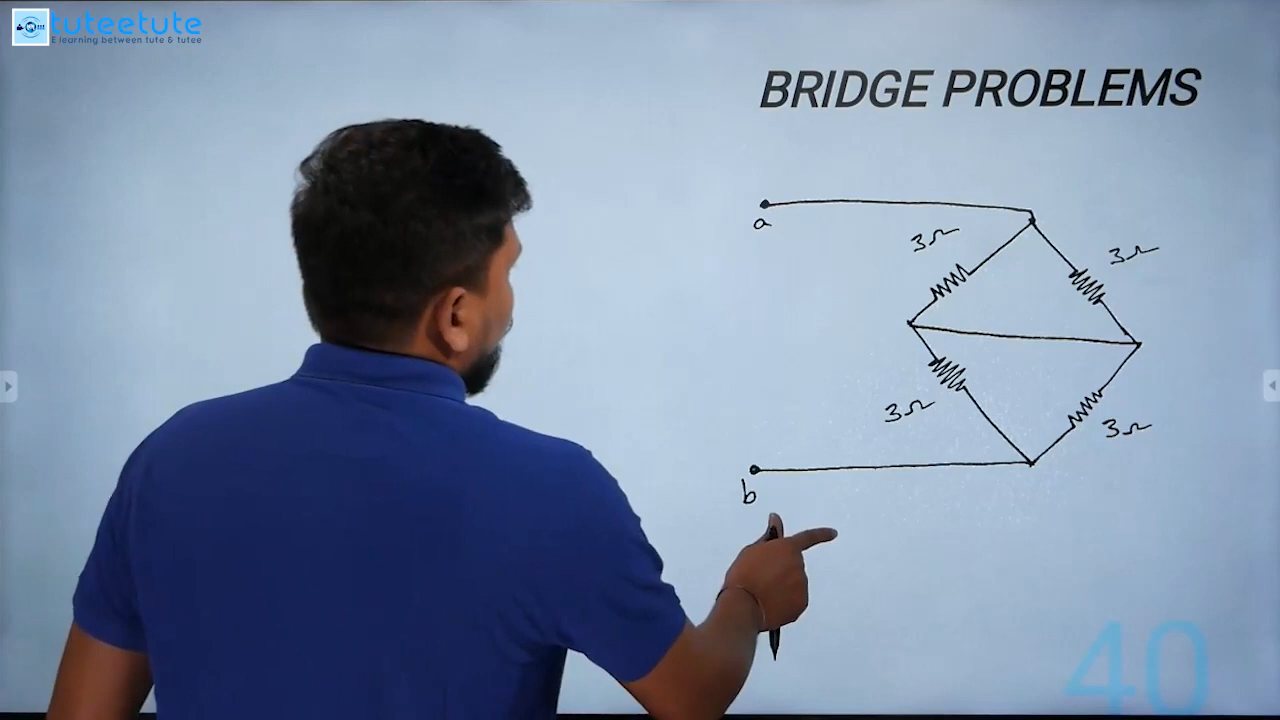 tuteetute
E learning between tute & tutee
BRIDGE PROBLEMS
a
3Ω
3Ω
3Ω
3Ω
b
40